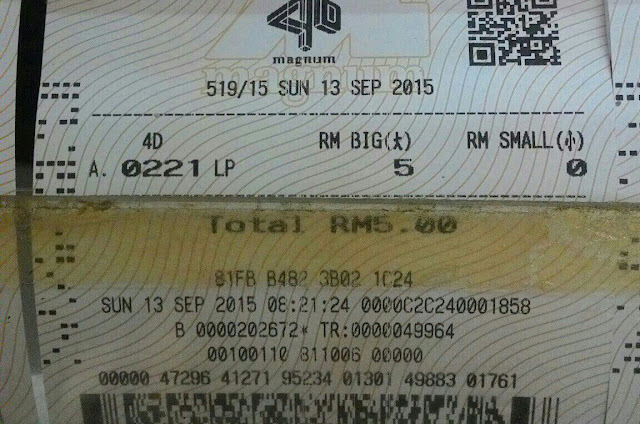 4D
magnum
magnum
519/15 SUN 13 SEP 2015
4D RM BIG(大) RM SMALL(小)
A. 0221 LP 5 0
Total RM5.00
81FB B482 3B02 1C24
SUN 13 SEP 2015 08:21:24 0000C2C240001858
B 0000202672* TR:0000049964
00100110 811006 00000
00000 47296 41271 95234 01301 49883 01761